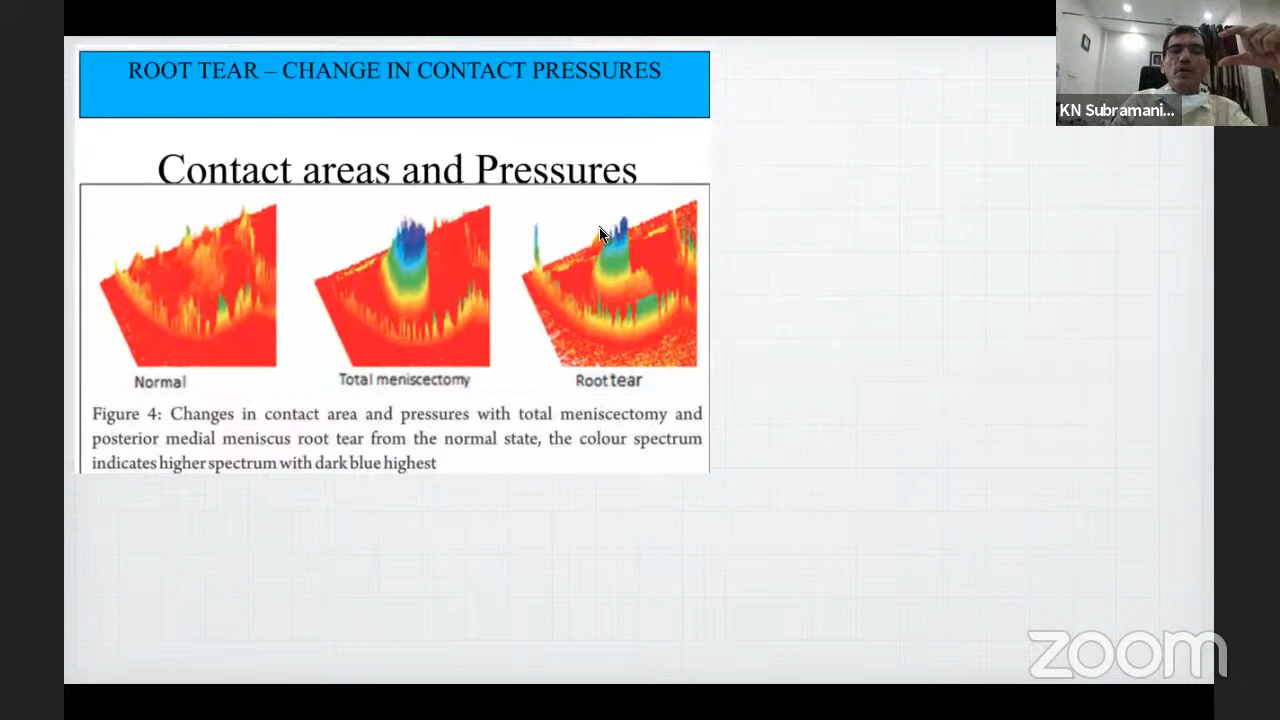 ROOT TEAR – CHANGE IN CONTACT PRESSURES
KN Subramani...
Contact areas and Pressures
Normal
Total meniscectomy
Root tear
Figure 4: Changes in contact area and pressures with total meniscectomy and
posterior medial meniscus root tear from the normal state, the colour spectrum
indicates higher spectrum with dark blue highest
zoom